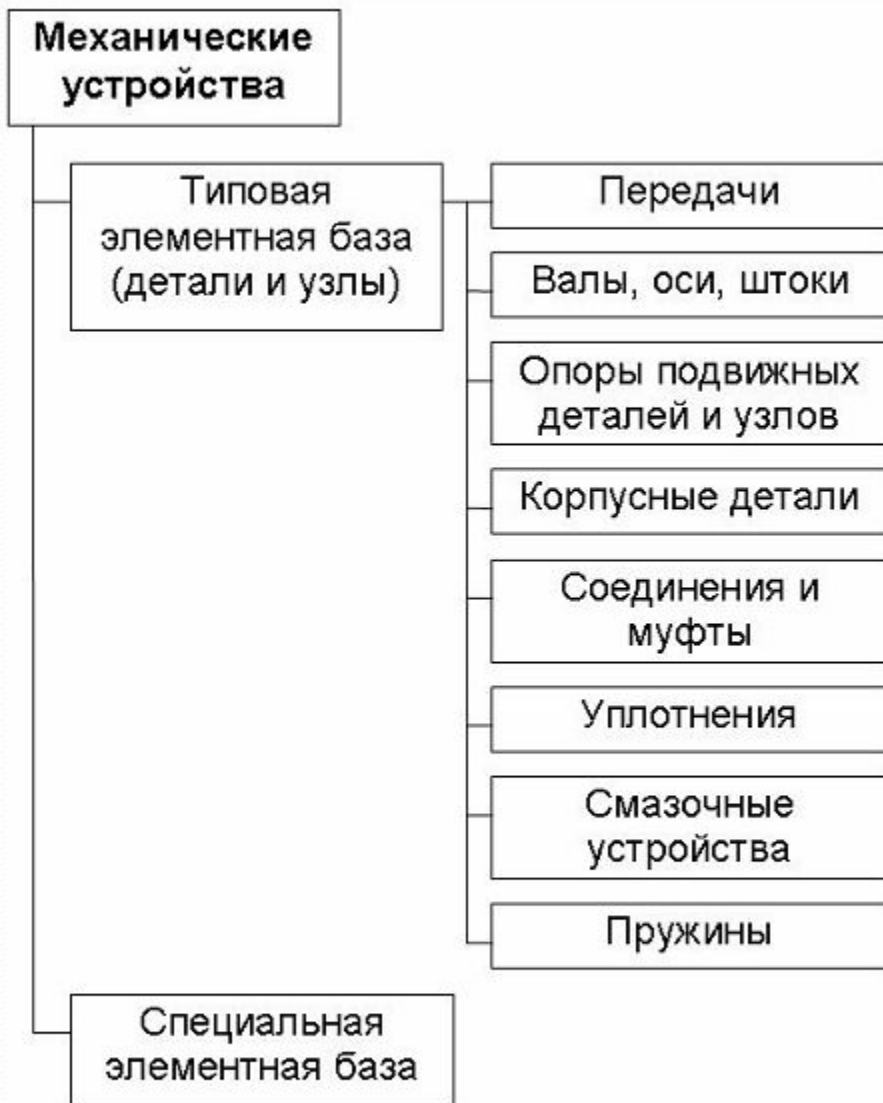 Механические
устройства
Типовая
элементная база
(детали и узлы)
Передачи
Валы, оси, штоки
Опоры подвижных
деталей и узлов
Корпусные детали
Соединения и
муфты
Уплотнения
Смазочные
устройства
Пружины
Специальная
элементная база